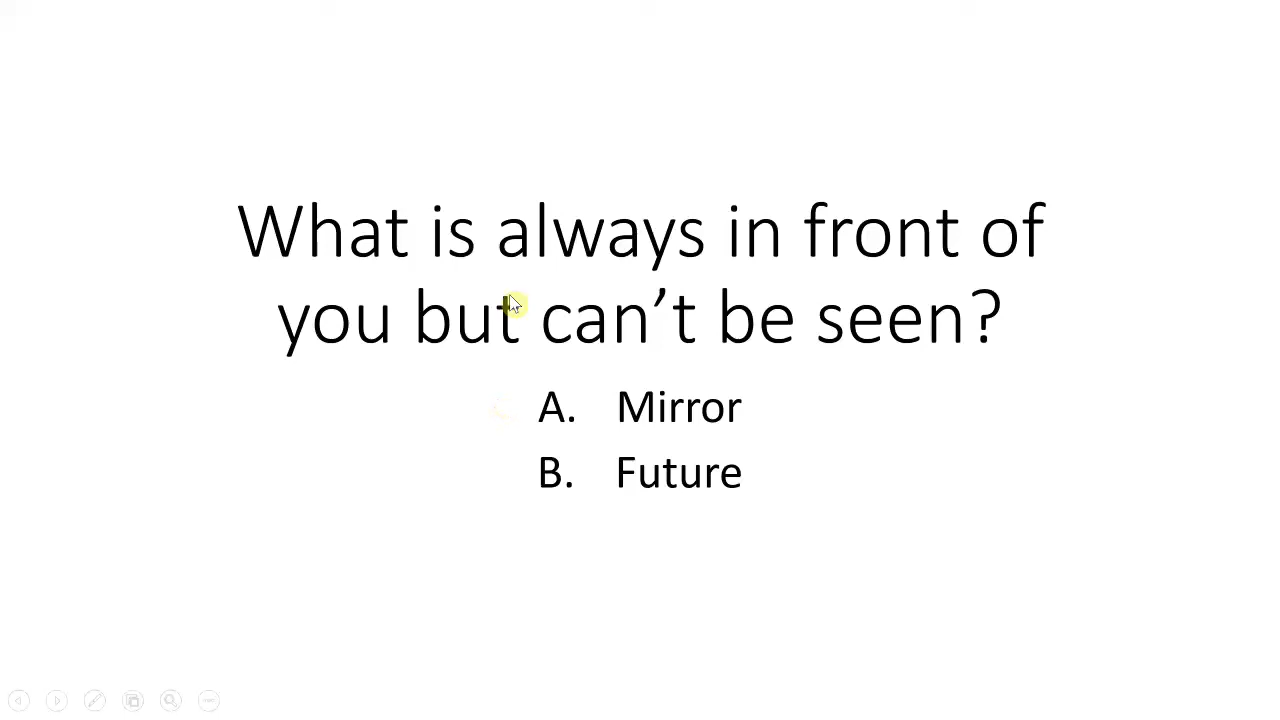 What is always in front of
you but can’t be seen?
A. Mirror
B. Future